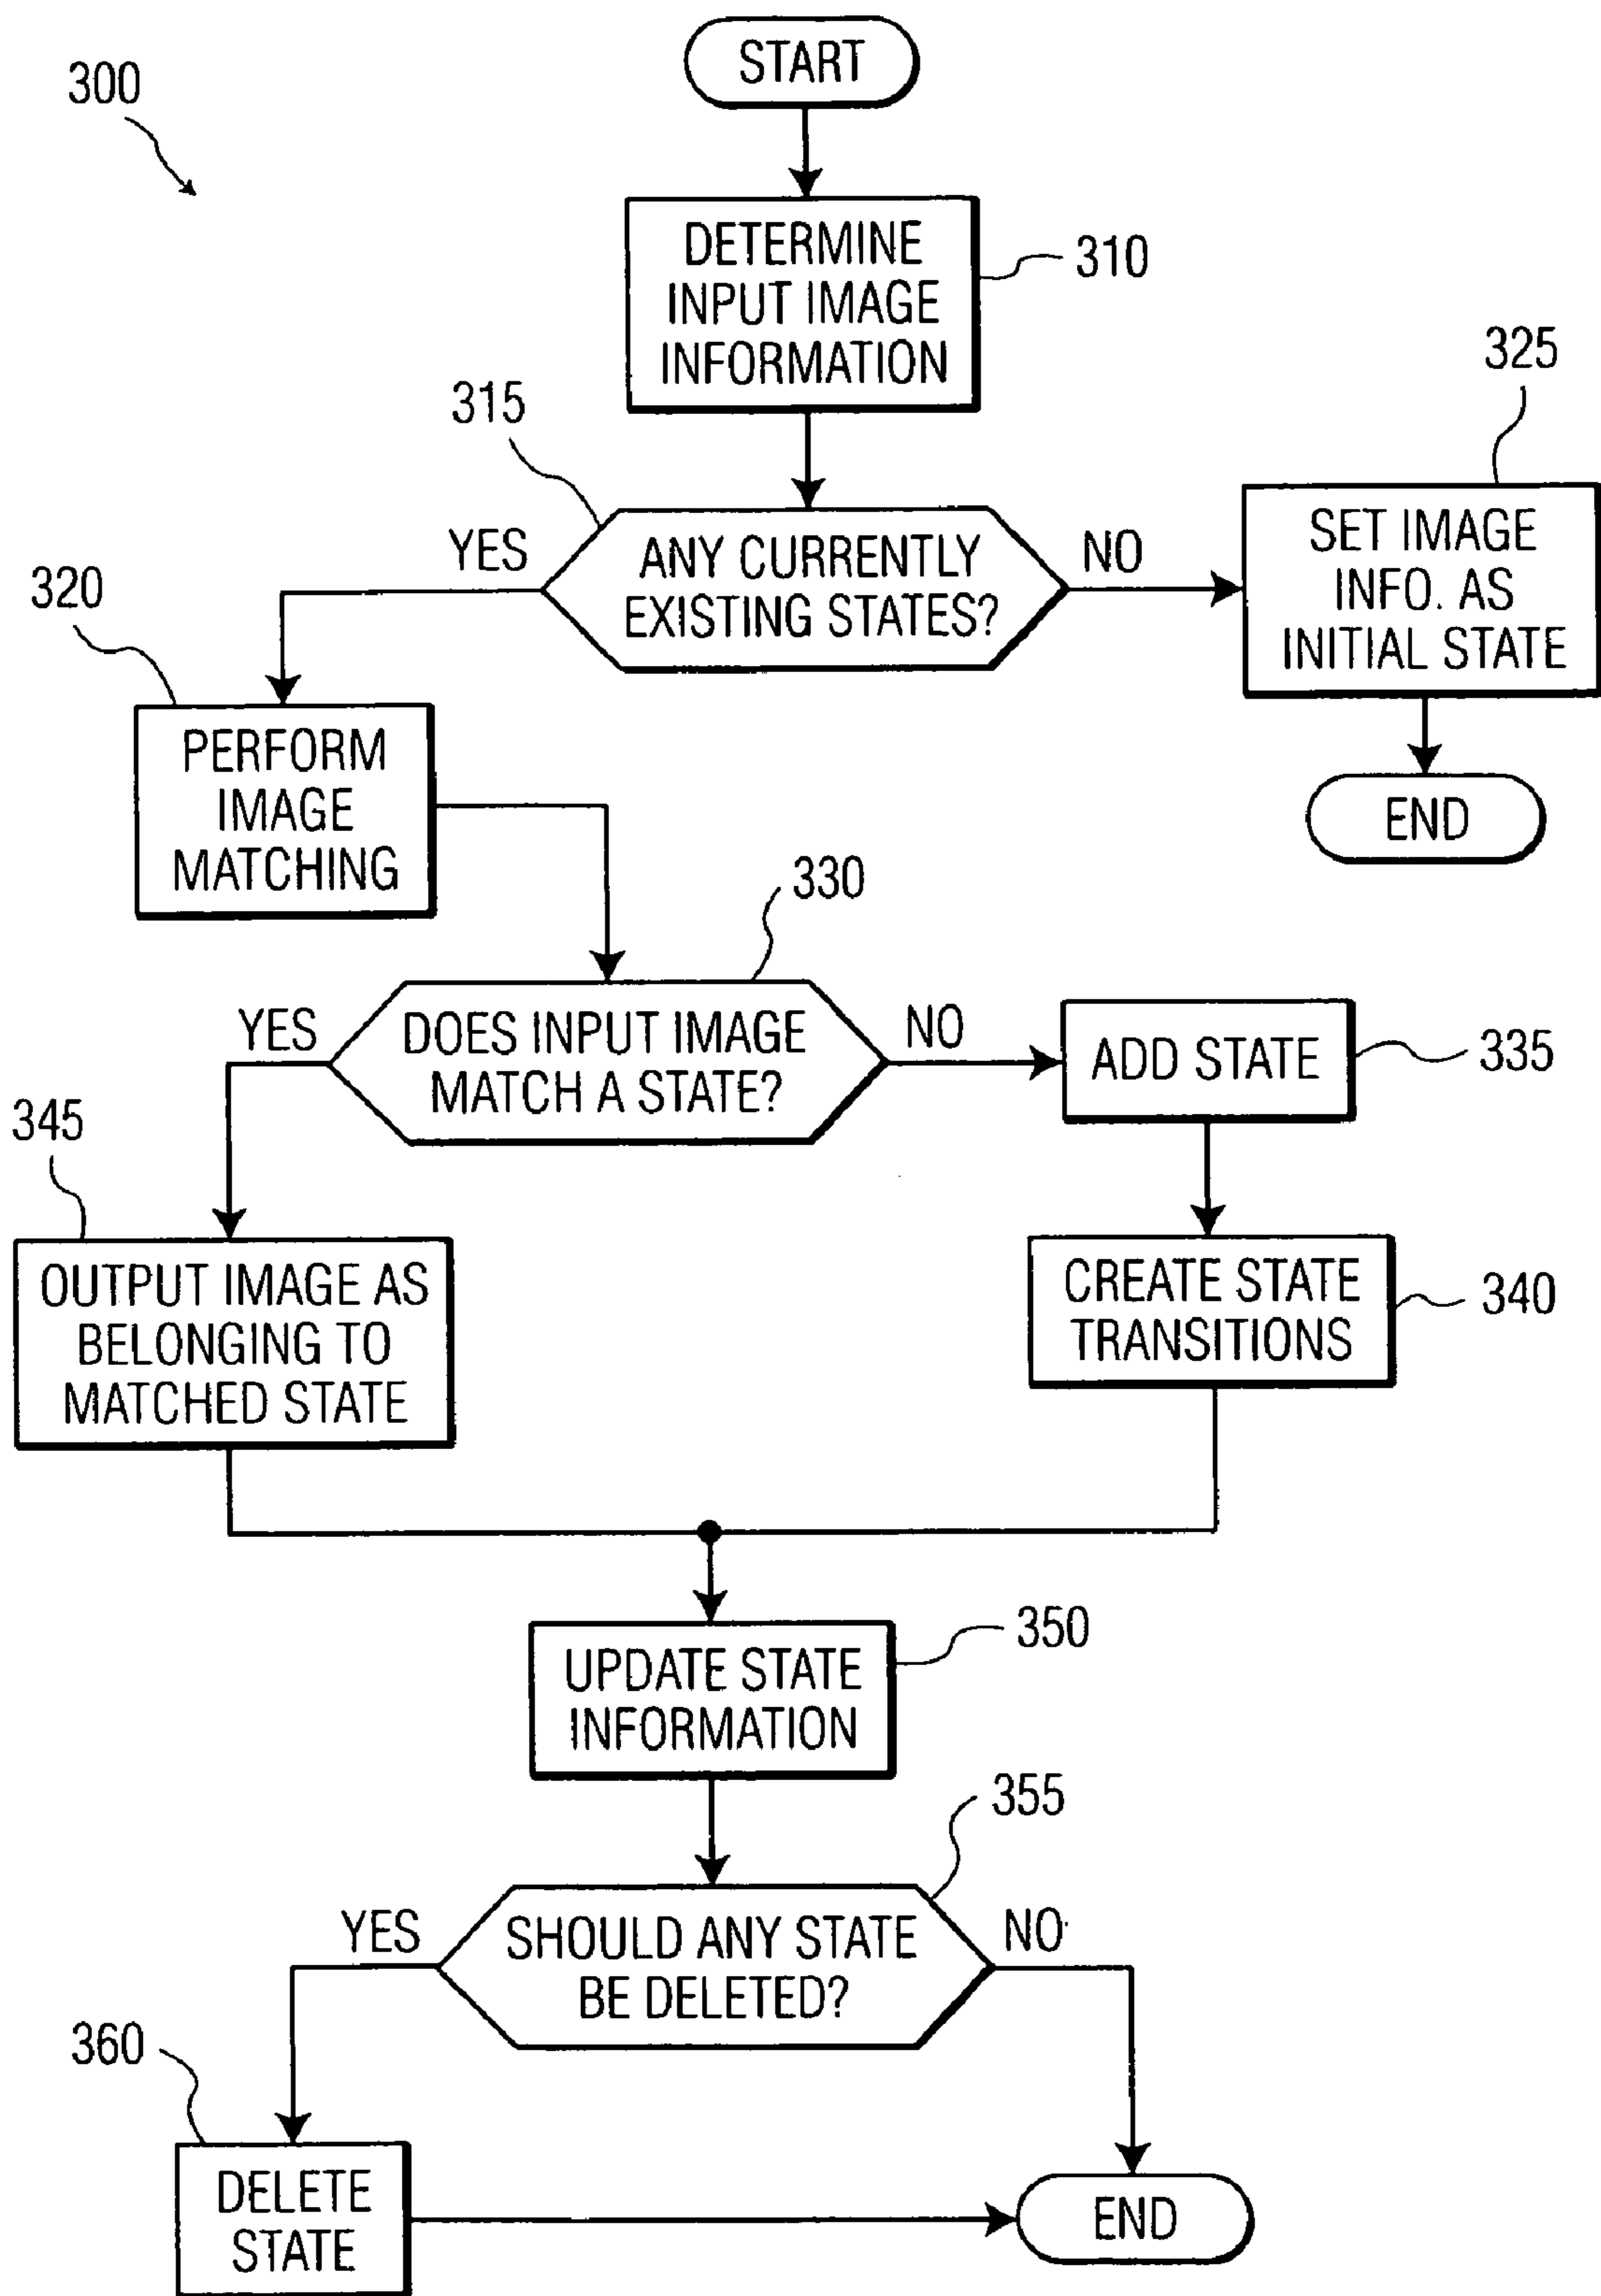 START
300
DETERMINE
INPUT IMAGE
INFORMATION
310
315
325
YES
ANY CURRENTLY
EXISTING STATES?
NO
SET IMAGE
INFO. AS
INITIAL STATE
320
PERFORM
IMAGE
MATCHING
END
330
YES
DOES INPUT IMAGE
MATCH A STATE?
NO
ADD STATE
335
345
OUTPUT IMAGE AS
BELONGING TO
MATCHED STATE
CREATE STATE
TRANSITIONS
340
UPDATE STATE
INFORMATION
350
355
YES
SHOULD ANY STATE
BE DELETED?
NO
360
DELETE
STATE
END